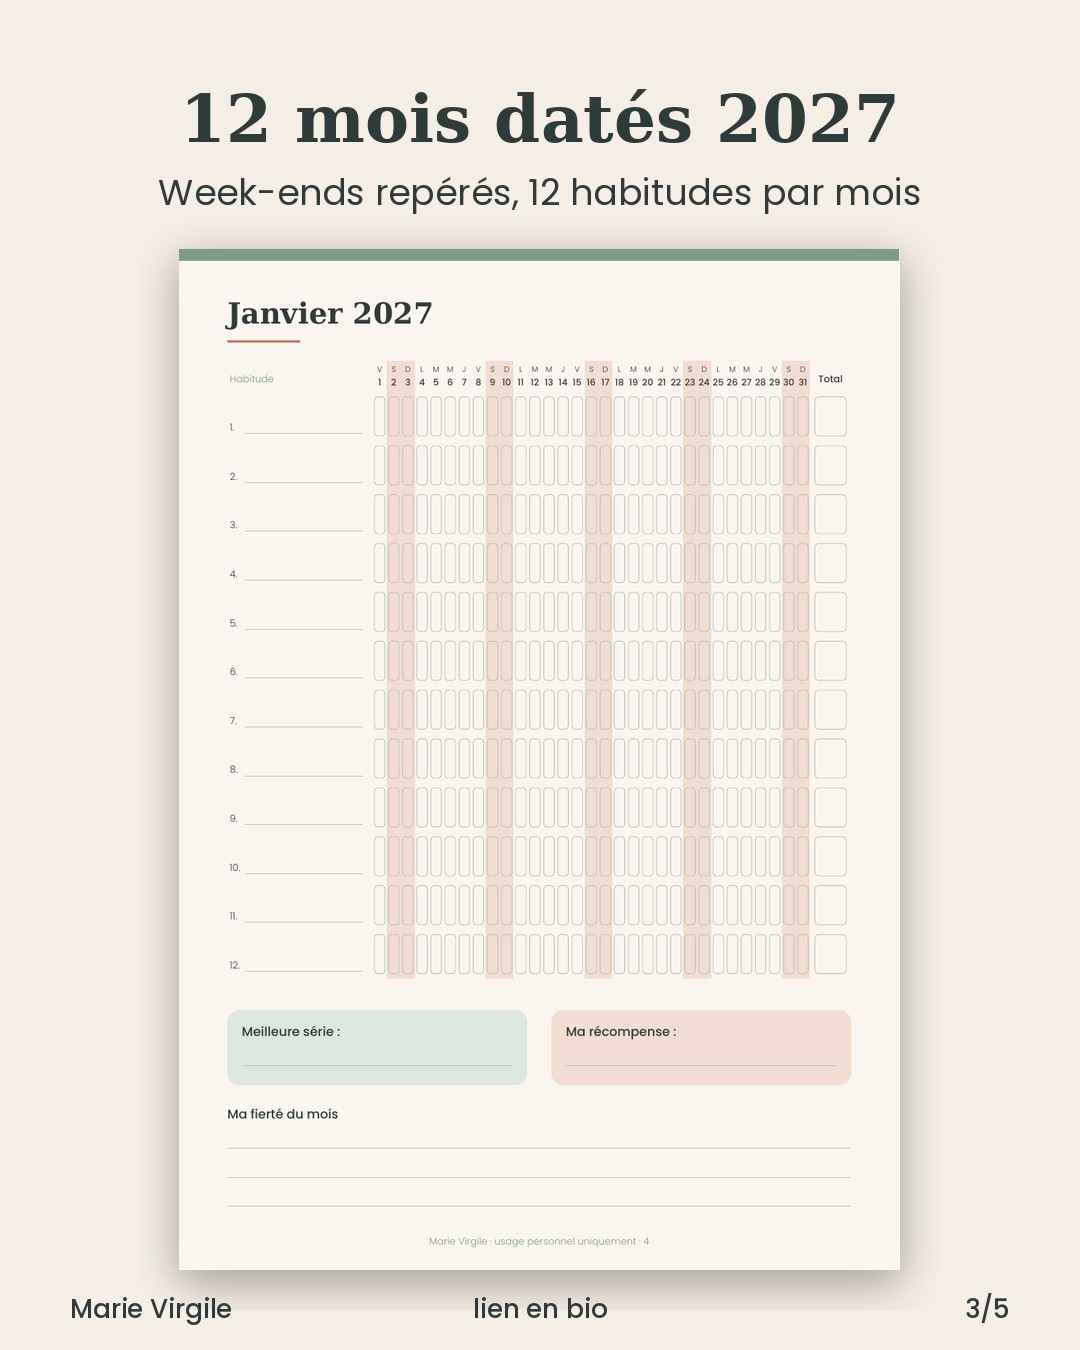 12 mois datés 2027
Week-ends repérés, 12 habitudes par mois
Janvier 2027
V S D L M M J V S D L M M J V S D L M M J V S D L M M J V S D
Habitude 1 2 3 4 5 6 7 8 9 10 11 12 13 14 15 16 17 18 19 20 21 22 23 24 25 26 27 28 29 30 31 Total
1.
2.
3.
4.
5.
6.
7.
8.
9.
10.
11.
12.
Meilleure série : Ma récompense :
Ma fierté du mois
Marie Virgile · usage personnel uniquement · 4
Marie Virgile lien en bio 3/5